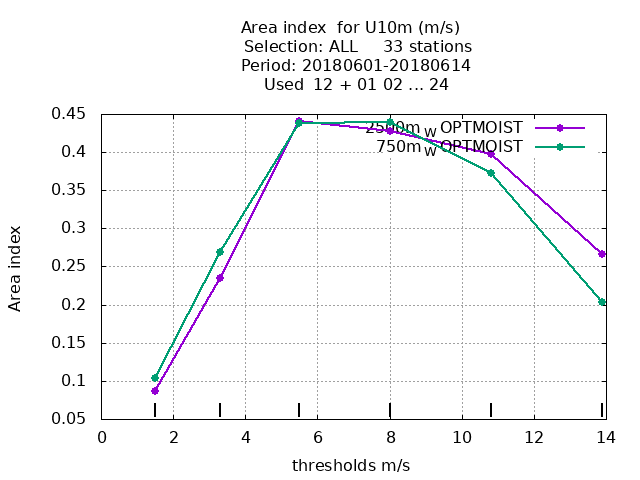 Area index  for U10m (m/s)
Selection: ALL     33 stations
Period: 20180601-20180614
Used  12 + 01 02 ... 24
0.45
0.4
0.35
0.3
0.25
0.2
0.15
0.1
0.05
Area index
2500m W OPTMOIST
750m W OPTMOIST
0 2 4 6 8 10 12 14
thresholds m/s